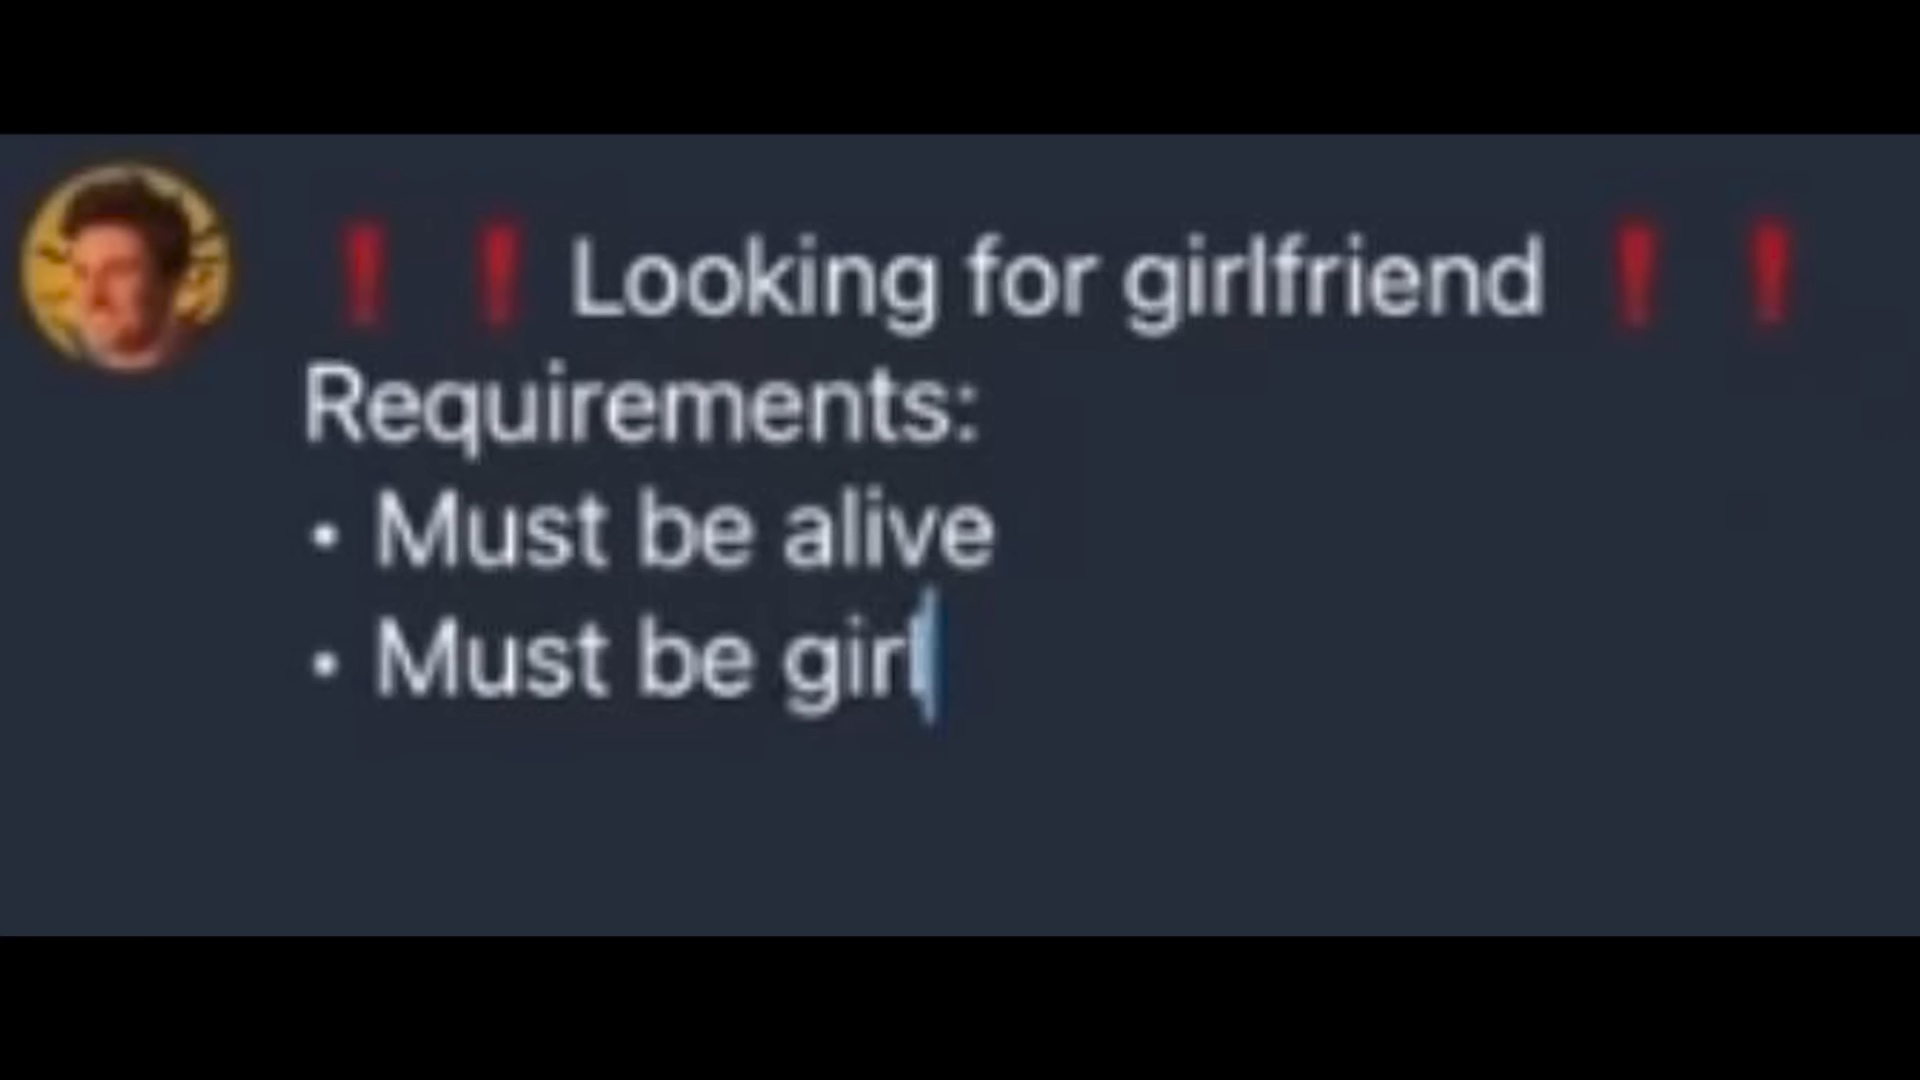 ❗❗Looking for girlfriend❗❗
Requirements:
• Must be alive
• Must be girl